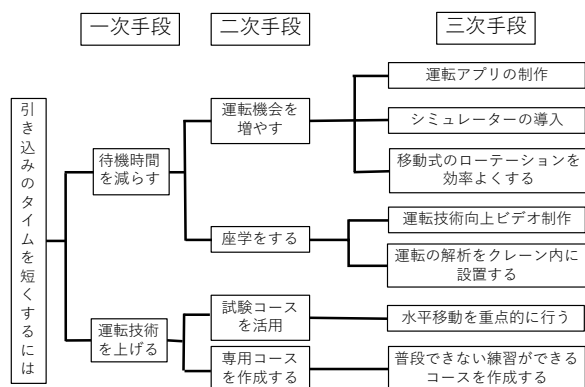 一次手段
二次手段
三次手段
引き込みのタイムを短くするには
待機時間
を減らす
運転技術
を上げる
運転機会を
増やす
座学をする
試験コース
を活用
専用コース
を作成する
運転アプリの制作
シミュレーターの導入
移動式のローテーションを
効率よくする
運転技術向上ビデオ制作
運転の解析をクレーン内に
設置する
水平移動を重点的に行う
普段できない練習ができる
コースを作成する